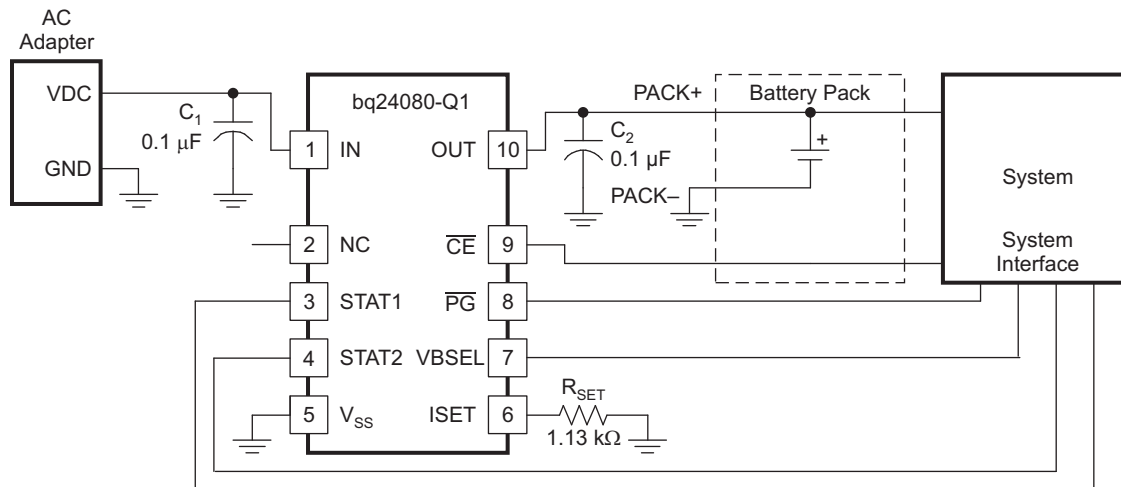 AC
Adapter
VDC
GND
C1
0.1 μF
bq24080-Q1
1
IN
2
NC
3
STAT1
4
STAT2
5
VSS
OUT
10
CE
9
PG
8
VBSEL
7
ISET
6
C2
0.1 μF
PACK+
PACK–
Battery Pack
+
RSET
1.13 kΩ
System
System
Interface